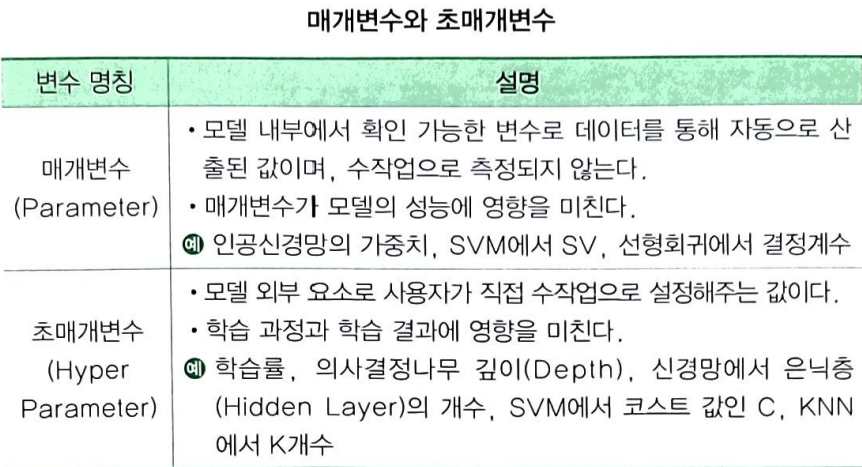 매개변수와 초매개변수
변수 명칭
설명
매개변수
(Parameter)
• 모델 내부에서 확인 가능한 변수로 데이터를 통해 자동으로 산
출된 값이며, 수작업으로 측정되지 않는다.
• 매개변수가 모델의 성능에 영향을 미친다.
예 인공신경망의 가중치, SVM에서 SV, 선형회귀에서 결정계수
초매개변수
(Hyper
Parameter)
• 모델 외부 요소로 사용자가 직접 수작업으로 설정해주는 값이다.
• 학습 과정과 학습 결과에 영향을 미친다.
예 학습률, 의사결정나무 깊이(Depth), 신경망에서 은닉층
(Hidden Layer)의 개수, SVM에서 코스트 값인 C, KNN
에서 K개수